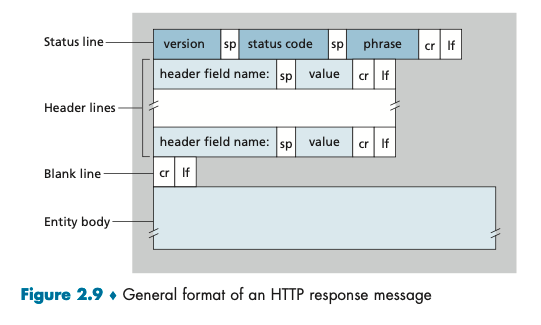 Status line version sp status code sp phrase cr lf
header field name: sp value cr lf
Header lines
header field name: sp value cr lf
Blank line cr lf
Entity body
Figure 2.9 ♦ General format of an HTTP response message